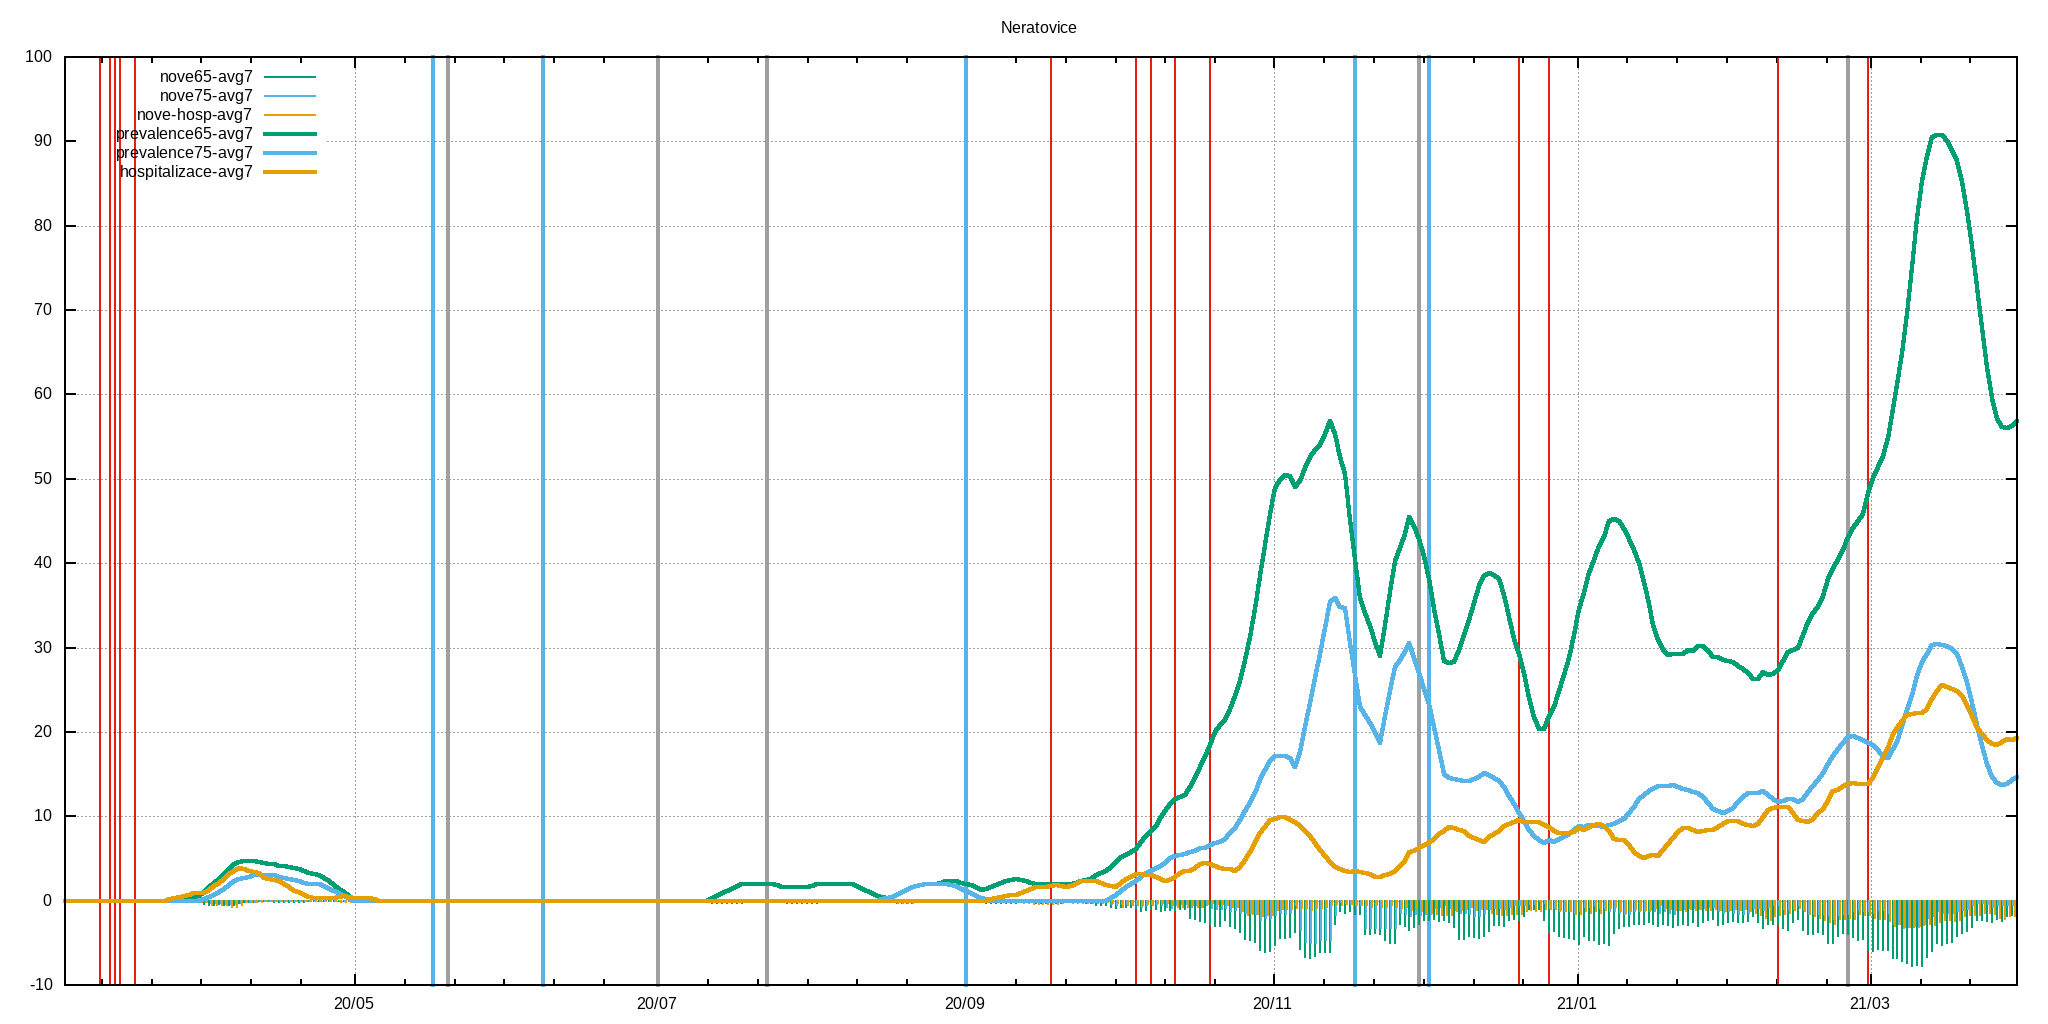 Neratovice
100
90
80
70
60
50
40
30
20
10
0
-10
nove65-avg7
nove75-avg7
nove-hosp-avg7
prevalence65-avg7
prevalence75-avg7
hospitalizace-avg7
20/05 20/07 20/09 20/11 21/01 21/03